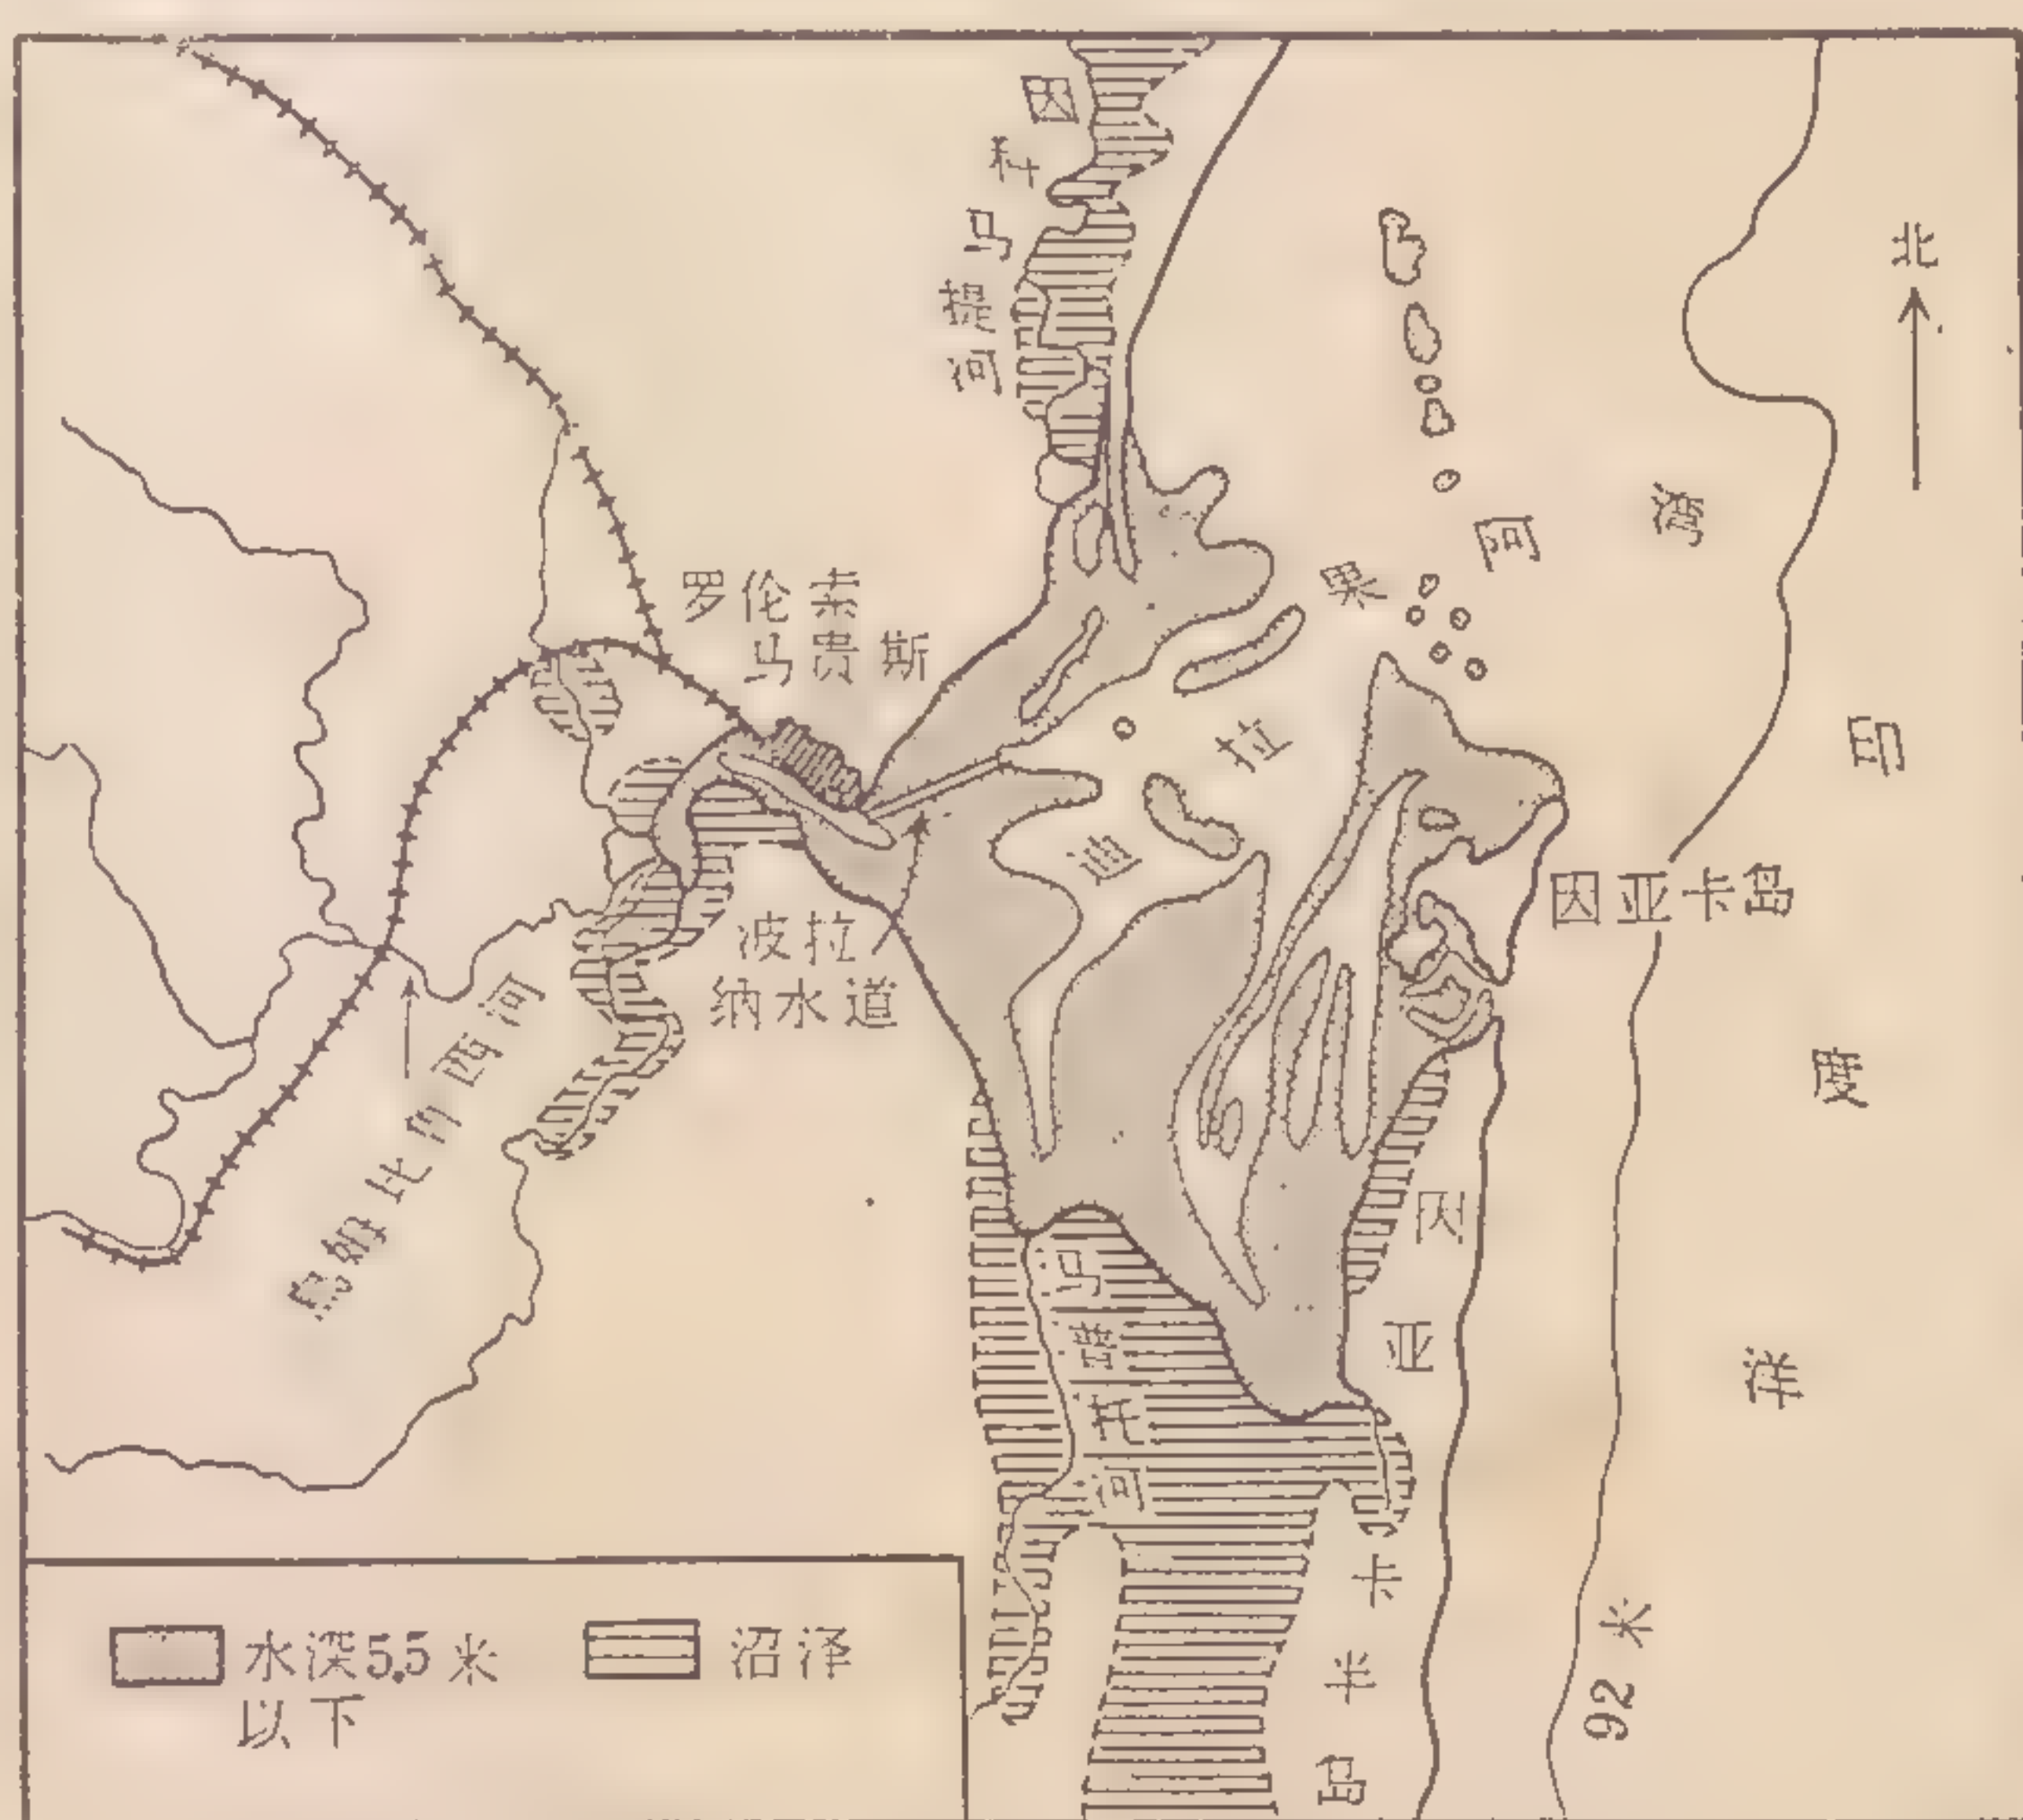 因科马提河
北
罗伦索
马贵斯
迪拉果阿湾
因亚卡岛
波拉
纳水道
乌姆比鲁西河
马普托河
因亚卡半岛
印度洋
92米
水深5.5米
以下
沼泽